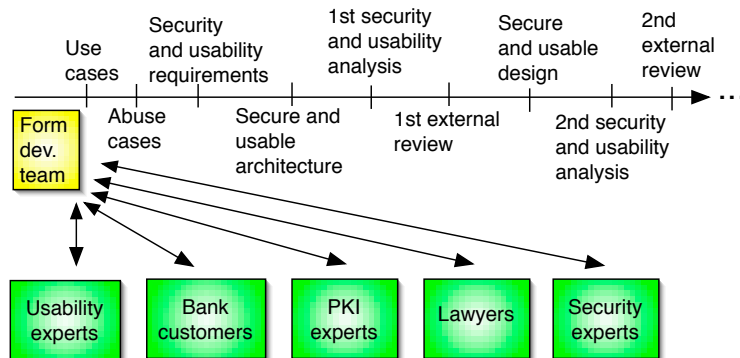 Use
cases
Security
and usability
requirements
1st security
and usability
analysis
Secure
and usable
design
2nd
external
review
...
Form
dev.
team
Abuse
cases
Secure and
usable
architecture
1st external
review
2nd security
and usability
analysis
Usability
experts
Bank
customers
PKI
experts
Lawyers
Security
experts